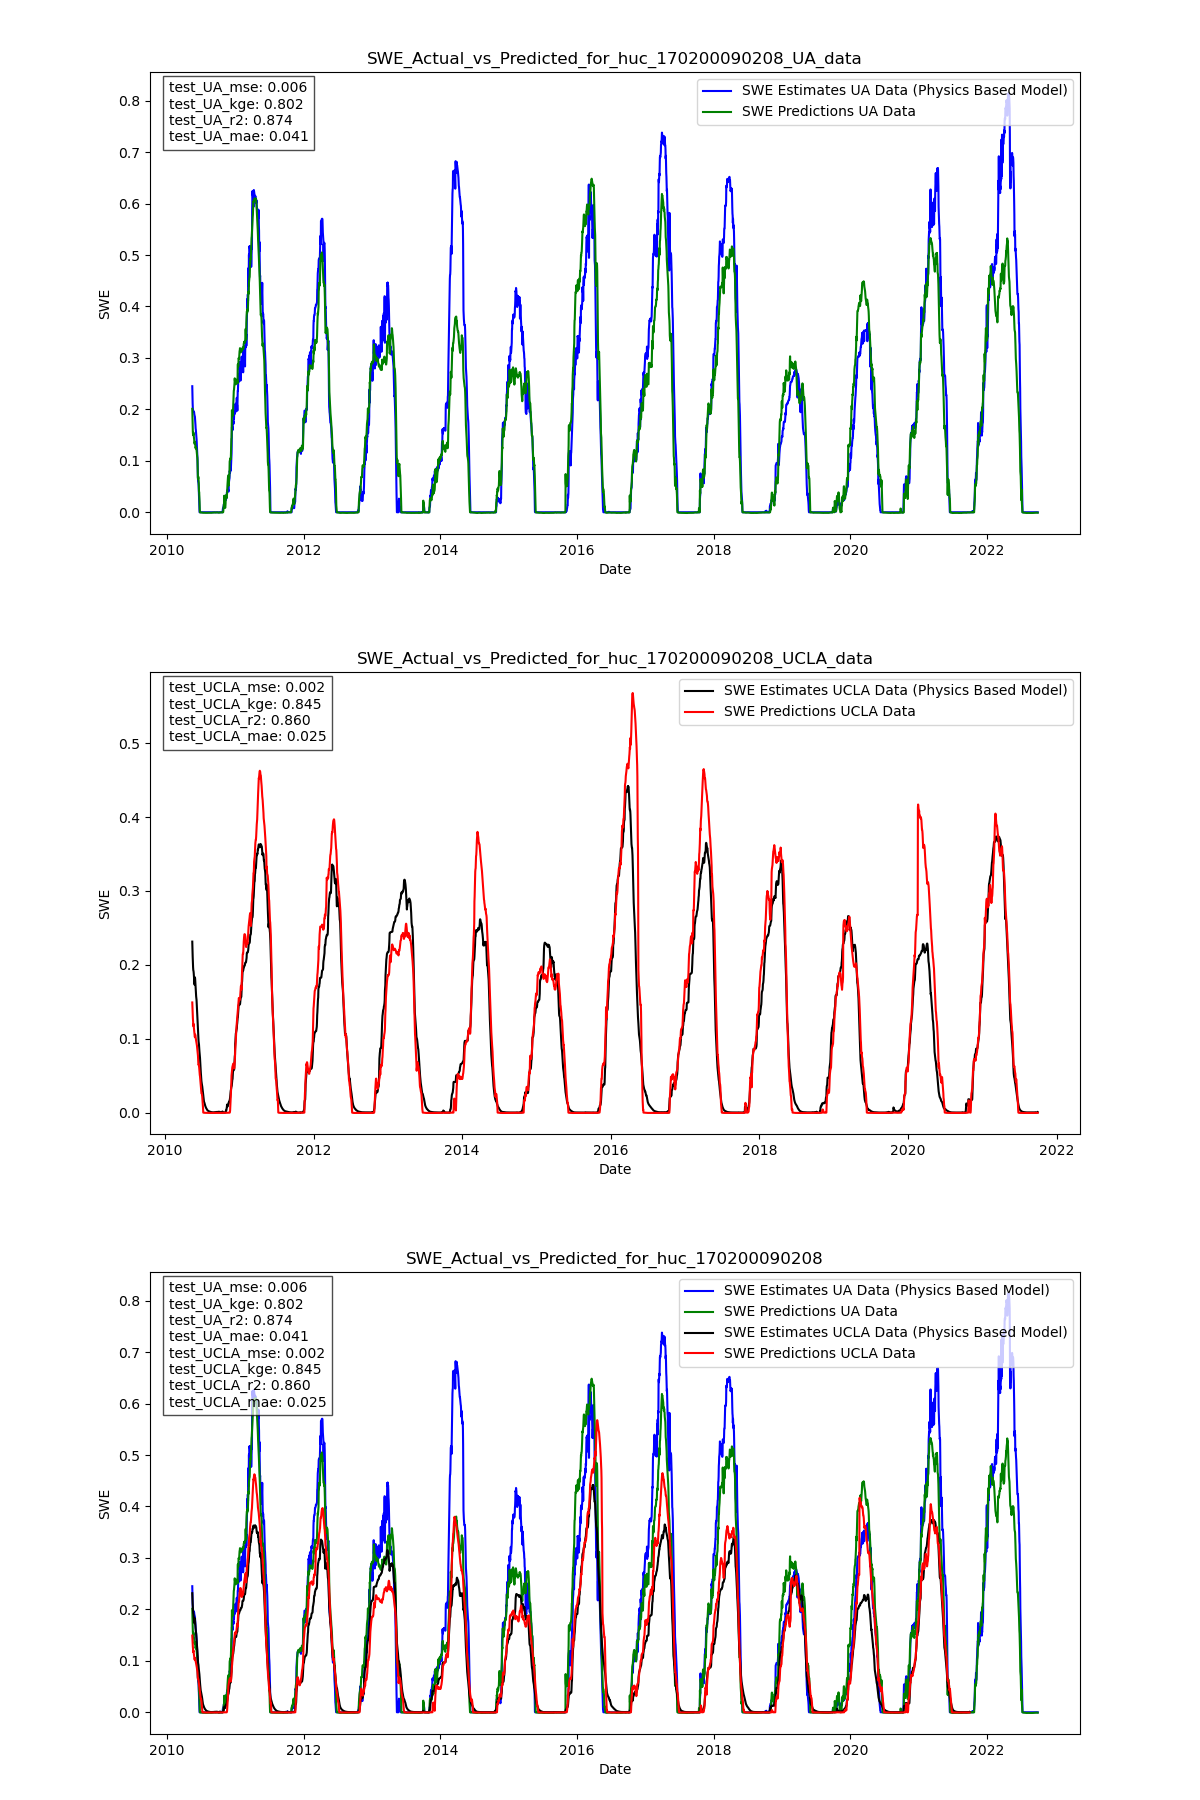 SWE_Actual_vs_Predicted_for_huc_170200090208_UA_data
test_UA_mse: 0.006
test_UA_kge: 0.802
test_UA_r2: 0.874
test_UA_mae: 0.041
SWE Estimates UA Data (Physics Based Model)
SWE Predictions UA Data
0.8
0.7
0.6
0.5
0.4
0.3
0.2
0.1
0.0
SWE
2010 2012 2014 2016 2018 2020 2022
Date
SWE_Actual_vs_Predicted_for_huc_170200090208_UCLA_data
test_UCLA_mse: 0.002
test_UCLA_kge: 0.845
test_UCLA_r2: 0.860
test_UCLA_mae: 0.025
SWE Estimates UCLA Data (Physics Based Model)
SWE Predictions UCLA Data
0.5
0.4
0.3
0.2
0.1
0.0
SWE
2010 2012 2014 2016 2018 2020 2022
Date
SWE_Actual_vs_Predicted_for_huc_170200090208
test_UA_mse: 0.006
test_UA_kge: 0.802
test_UA_r2: 0.874
test_UA_mae: 0.041
test_UCLA_mse: 0.002
test_UCLA_kge: 0.845
test_UCLA_r2: 0.860
test_UCLA_mae: 0.025
SWE Estimates UA Data (Physics Based Model)
SWE Predictions UA Data
SWE Estimates UCLA Data (Physics Based Model)
SWE Predictions UCLA Data
0.8
0.7
0.6
0.5
0.4
0.3
0.2
0.1
0.0
SWE
2010 2012 2014 2016 2018 2020 2022
Date